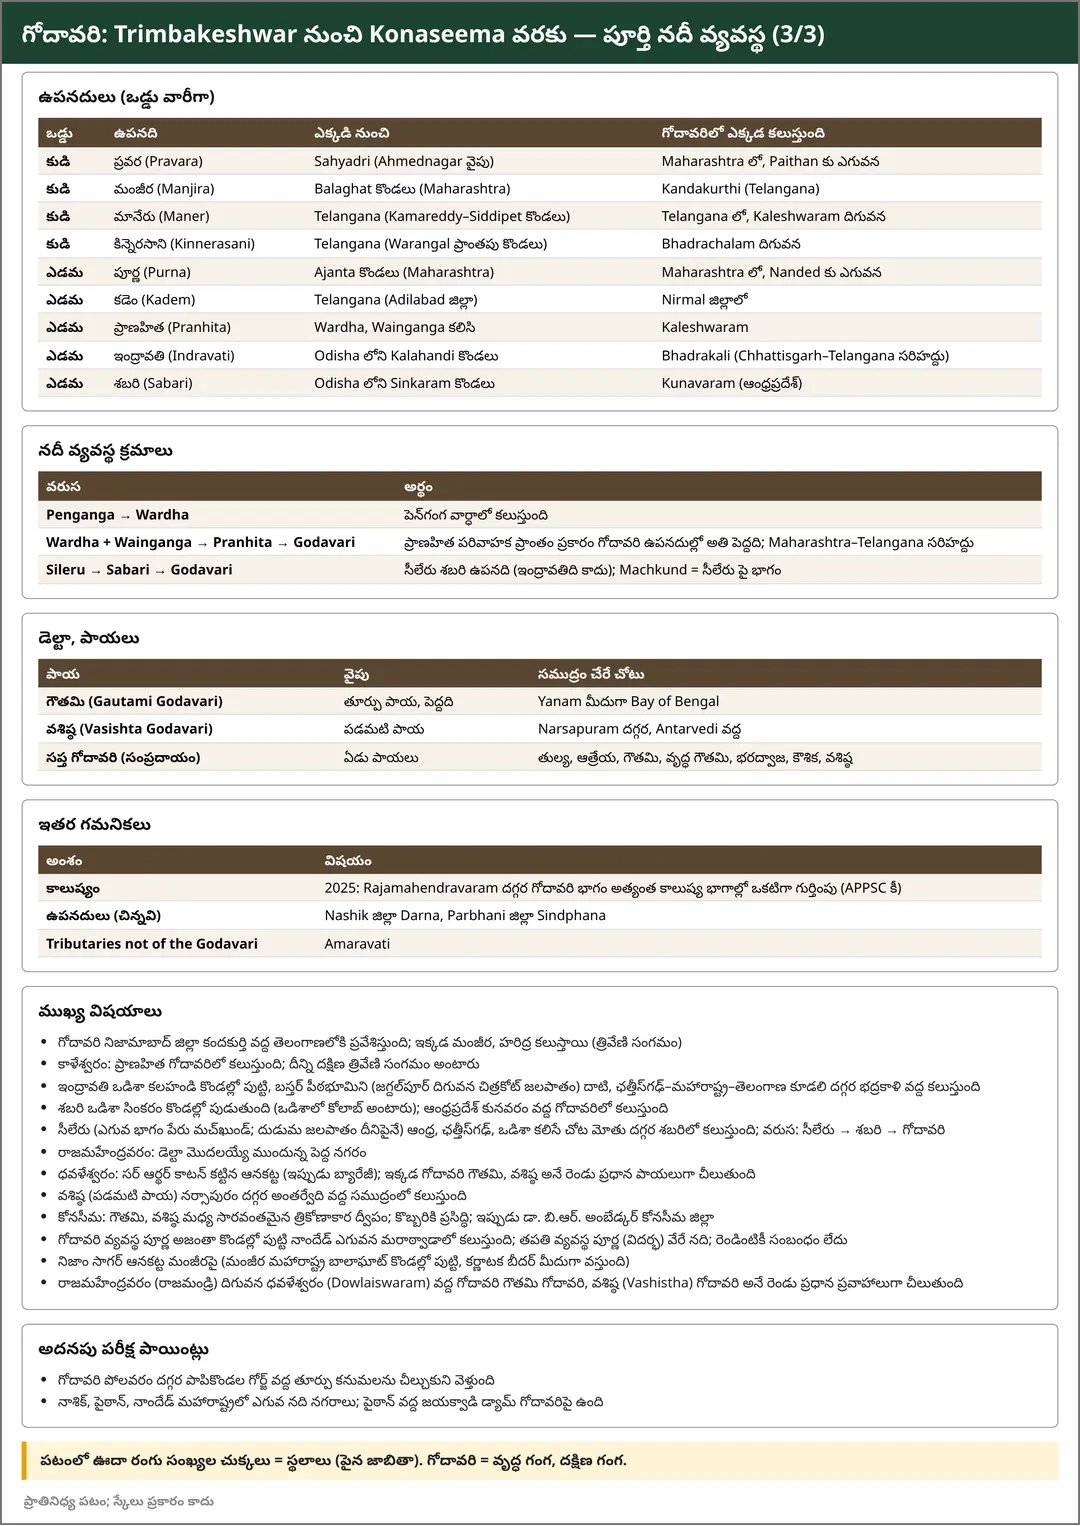 గోదావరి: Trimbakeshwar నుంచి Konaseema వరకు — పూర్తి నదీ వ్యవస్థ (3/3)
ఉపనదులు (ఒడ్డు వారీగా)
ఒడ్డు ఉపనది ఎక్కడి నుంచి గోదావరిలో ఎక్కడ కలుస్తుంది
కుడి ప్రవర (Pravara) Sahyadri (Ahmednagar వైపు) Maharashtra లో, Paithan కు ఎగువన
కుడి మంజీర (Manjira) Balaghat కొండలు (Maharashtra) Kandakurthi (Telangana)
కుడి మానేరు (Maner) Telangana (Kamareddy–Siddipet కొండలు) Telangana లో, Kaleshwaram దిగువన
కుడి కిన్నెరసాని (Kinnerasani) Telangana (Warangal ప్రాంతపు కొండలు) Bhadrachalam దిగువన
ఎడమ పూర్ణ (Purna) Ajanta కొండలు (Maharashtra) Maharashtra లో, Nanded కు ఎగువన
ఎడమ కడెం (Kadem) Telangana (Adilabad జిల్లా) Nirmal జిల్లాలో
ఎడమ ప్రాణహిత (Pranhita) Wardha, Wainganga కలిసి Kaleshwaram
ఎడమ ఇంద్రావతి (Indravati) Odisha లోని Kalahandi కొండలు Bhadrakali (Chhattisgarh–Telangana సరిహద్దు)
ఎడమ శబరి (Sabari) Odisha లోని Sinkaram కొండలు Kunavaram (ఆంధ్రప్రదేశ్)
నదీ వ్యవస్థ క్రమాలు
వరుస అర్థం
Penganga → Wardha పెన్‌గంగ వార్ధాలో కలుస్తుంది
Wardha + Wainganga → Pranhita → Godavari ప్రాణహిత పరివాహక ప్రాంతం ప్రకారం గోదావరి ఉపనదుల్లో అతి పెద్దది; Maharashtra–Telangana సరిహద్దు
Sileru → Sabari → Godavari సీలేరు శబరి ఉపనది (ఇంద్రావతిది కాదు); Machkund = సీలేరు పై భాగం
డెల్టా, పాయలు
పాయ వైపు సముద్రం చేరే చోటు
గౌతమి (Gautami Godavari) తూర్పు పాయ, పెద్దది Yanam మీదుగా Bay of Bengal
వశిష్ఠ (Vasishta Godavari) పడమటి పాయ Narsapuram దగ్గర, Antarvedi వద్ద
సప్త గోదావరి (సంప్రదాయం) ఏడు పాయలు తుల్య, ఆత్రేయ, గౌతమి, వృద్ధ గౌతమి, భరద్వాజ, కౌశిక, వశిష్ఠ
ఇతర గమనికలు
అంశం విషయం
కాలుష్యం 2025: Rajamahendravaram దగ్గర గోదావరి భాగం అత్యంత కాలుష్య భాగాల్లో ఒకటిగా గుర్తింపు (APPSC కీ)
ఉపనదులు (చిన్నవి) Nashik జిల్లా Darna, Parbhani జిల్లా Sindphana
Tributaries not of the Godavari Amaravati
ముఖ్య విషయాలు
• గోదావరి నిజామాబాద్ జిల్లా కందకుర్తి వద్ద తెలంగాణలోకి ప్రవేశిస్తుంది; ఇక్కడ మంజీర, హరిద్ర కలుస్తాయి (త్రివేణి సంగమం)
• కాళేశ్వరం: ప్రాణహిత గోదావరిలో కలుస్తుంది; దీన్ని దక్షిణ త్రివేణి సంగమం అంటారు
• ఇంద్రావతి ఒడిశా కలహండి కొండల్లో పుట్టి, బస్తర్ పీఠభూమిని (జగ్దల్‌పూర్ దిగువన చిత్రకోట్ జలపాతం) దాటి, ఛత్తీస్‌గఢ్–మహారాష్ట్ర–తెలంగాణ కూడలి దగ్గర భద్రకాళి వద్ద కలుస్తుంది
• శబరి ఒడిశా సింకరం కొండల్లో పుడుతుంది (ఒడిశాలో కోలాబ్ అంటారు); ఆంధ్రప్రదేశ్ కునవరం వద్ద గోదావరిలో కలుస్తుంది
• సీలేరు (ఎగువ భాగం పేరు మచ్‌ఖుండ్; దుడుమ జలపాతం దీనిపైనే) ఆంధ్ర, ఛత్తీస్‌గఢ్, ఒడిశా కలిసే చోట మోతు దగ్గర శబరిలో కలుస్తుంది; వరుస: సీలేరు → శబరి → గోదావరి
• రాజమహేంద్రవరం: డెల్టా మొదలయ్యే ముందున్న పెద్ద నగరం
• ధవళేశ్వరం: సర్ ఆర్థర్ కాటన్ కట్టిన ఆనకట్ట (ఇప్పుడు బ్యారేజీ); ఇక్కడ గోదావరి గౌతమి, వశిష్ఠ అనే రెండు ప్రధాన పాయలుగా చీలుతుంది
• వశిష్ఠ (పడమటి పాయ) నర్సాపురం దగ్గర అంతర్వేది వద్ద సముద్రంలో కలుస్తుంది
• కోనసీమ: గౌతమి, వశిష్ఠ మధ్య సారవంతమైన త్రికోణాకార ద్వీపం; కొబ్బరికి ప్రసిద్ధి; ఇప్పుడు డా. బి.ఆర్. అంబేడ్కర్ కోనసీమ జిల్లా
• గోదావరి వ్యవస్థ పూర్ణ అజంతా కొండల్లో పుట్టి నాందేడ్ ఎగువన మరాఠ్వాడాలో కలుస్తుంది; తపతి వ్యవస్థ పూర్ణ (విదర్భ) వేరే నది; రెండింటికీ సంబంధం లేదు
• నిజాం సాగర్ ఆనకట్ట మంజీరపై (మంజీర మహారాష్ట్ర బాలాఘాట్ కొండల్లో పుట్టి, కర్ణాటక బీదర్ మీదుగా వస్తుంది)
• రాజమహేంద్రవరం (రాజమండ్రి) దిగువన ధవళేశ్వరం (Dowlaiswaram) వద్ద గోదావరి గౌతమి గోదావరి, వశిష్ఠ (Vashistha) గోదావరి అనే రెండు ప్రధాన ప్రవాహాలుగా చీలుతుంది
అదనపు పరీక్ష పాయింట్లు
• గోదావరి పోలవరం దగ్గర పాపికొండల గోర్జ్ వద్ద తూర్పు కనుమలను చీల్చుకుని వెళ్తుంది
• నాశిక్, పైఠాన్, నాందేడ్ మహారాష్ట్రలో ఎగువ నది నగరాలు; పైఠాన్ వద్ద జయక్వాడి డ్యామ్ గోదావరిపై ఉంది
పటంలో ఊదా రంగు సంఖ్యల చుక్కలు = స్థలాలు (పైన జాబితా). గోదావరి = వృద్ధ గంగ, దక్షిణ గంగ.
ప్రాతినిధ్య పటం; స్కేలు ప్రకారం కాదు